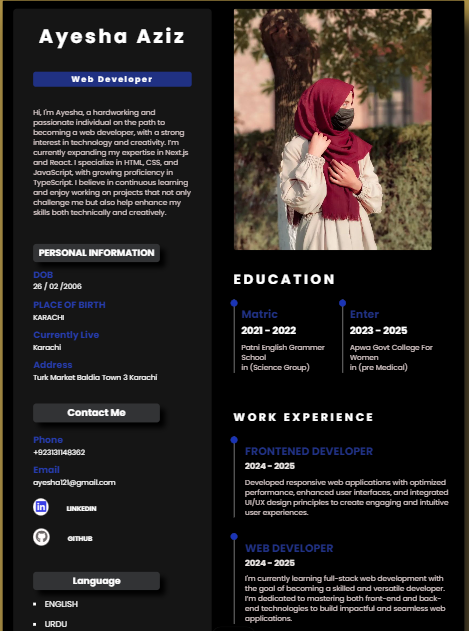 Ayesha Aziz
Web Developer
Hi, I'm Ayesha, a hardworking and
passionate individual on the path to
becoming a web developer, with a strong
interest in technology and creativity. I'm
currently expanding my expertise in Next.js
and React. I specialize in HTML, CSS, and
JavaScript, with growing proficiency in
TypeScript. I believe in continuous learning
and enjoy working on projects that not only
challenge me but also help enhance my
skills both technically and creatively.
PERSONAL INFORMATION
DOB
26 / 02 /2006
PLACE OF BIRTH
KARACHI
Currently Live
Karachi
Address
Turk Market Baldia Town 3 Karachi
Contact Me
Phone
+923131148362
Email
ayesha121@gmail.com
in
LINKEDIN
GITHUB
Language
ENGLISH
URDU
EDUCATION
Matric
2021 - 2022
Patni English Grammer
School
in (Science Group)
Enter
2023 - 2025
Apwa Govt College For
Women
in (pre Medical)
WORK EXPERIENCE
FRONTENED DEVELOPER
2024 - 2025
Developed responsive web applications with optimized
performance, enhanced user interfaces, and integrated
UI/UX design principles to create engaging and intuitive
user experiences.
WEB DEVELOPER
2024 - 2025
I'm currently learning full-stack web development with
the goal of becoming a skilled and versatile developer.
I'm dedicated to mastering both front-end and back-
end technologies to build impactful and seamless web
applications.